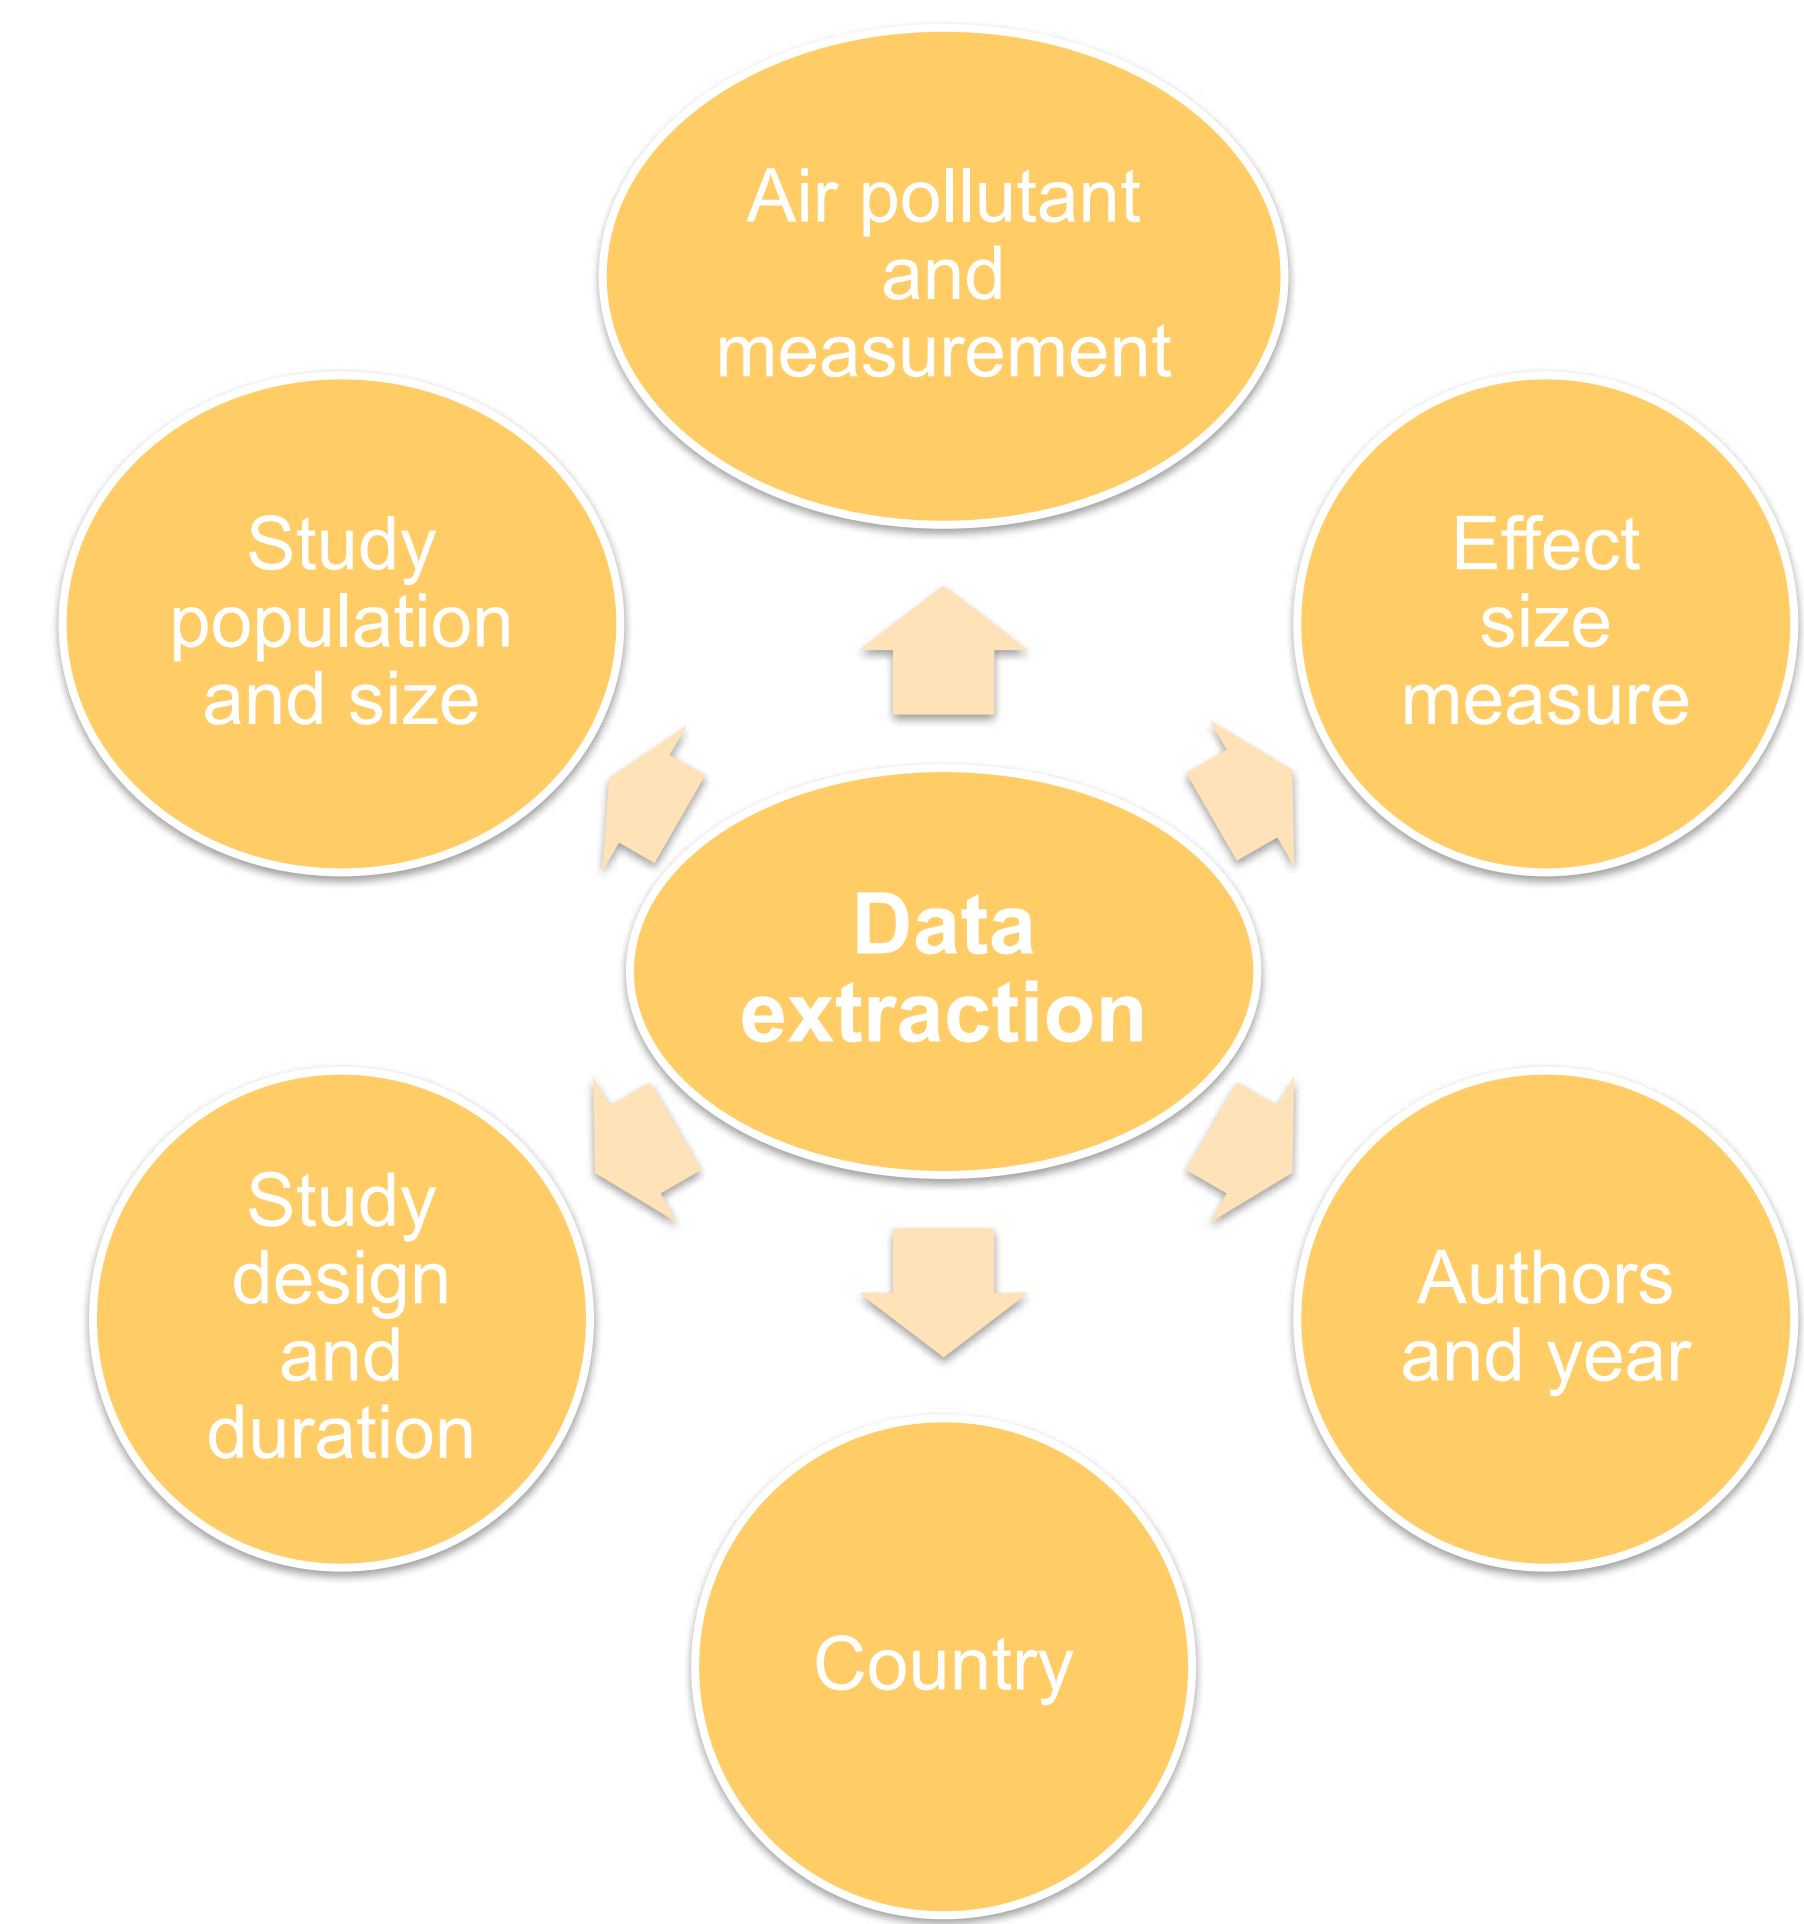 Air pollutant
and
measurement
Study
population
and size
Effect
size
measure
Data
extraction
Study
design
and
duration
Authors
and year
Country